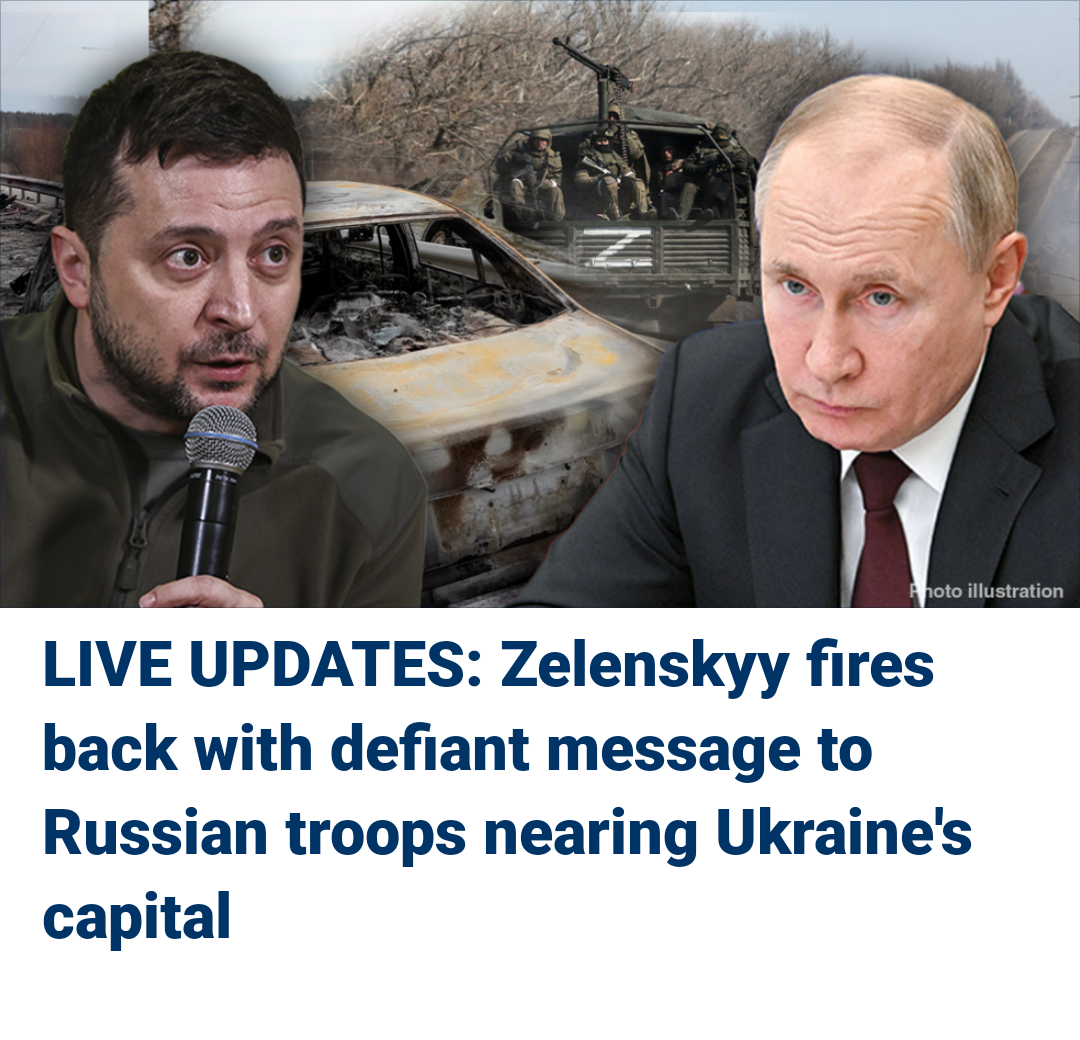 Z
Photo illustration
LIVE UPDATES: Zelenskyy fires
back with defiant message to
Russian troops nearing Ukraine's
capital